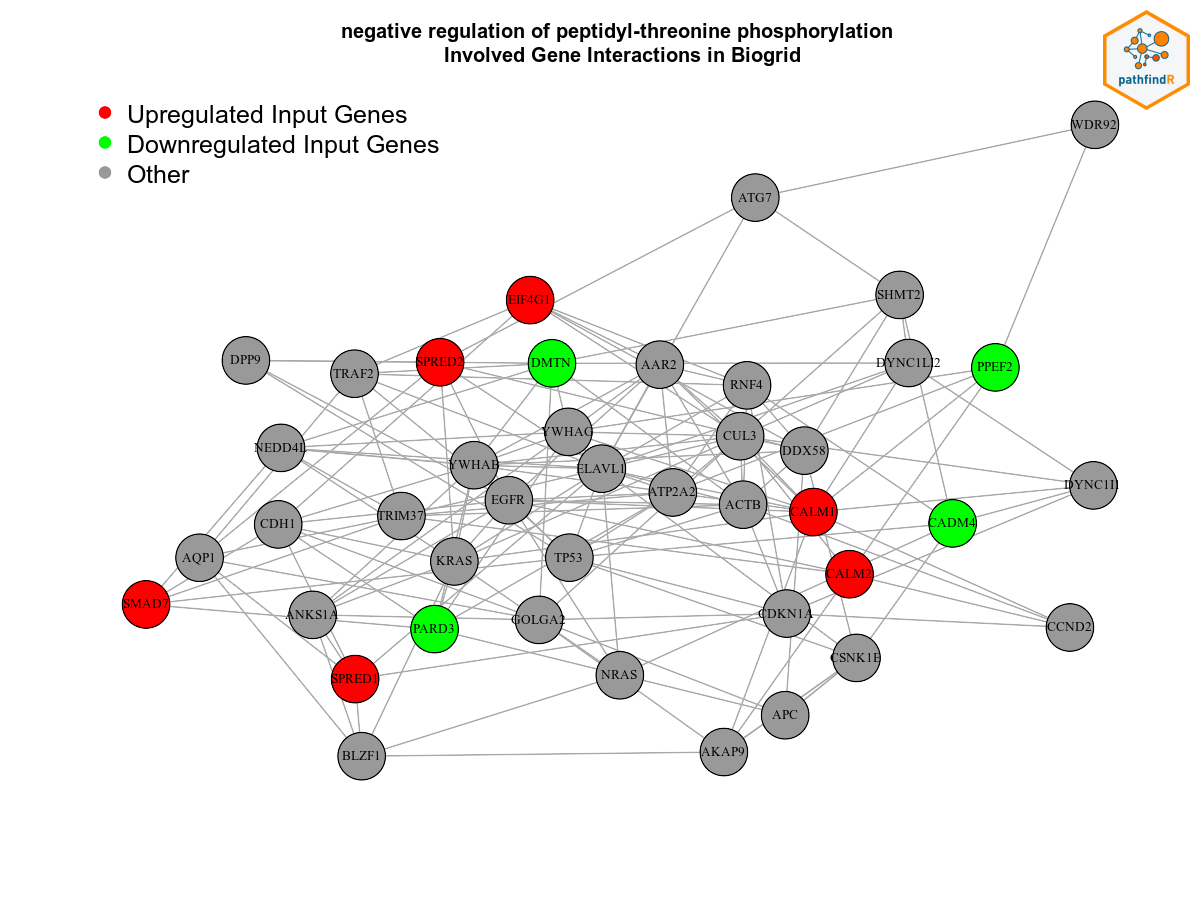 negative regulation of peptidyl-threonine phosphorylation
Involved Gene Interactions in Biogrid
pathfindR
Upregulated Input Genes
Downregulated Input Genes
Other
WDR92
ATG7
SHMT2
EIF4G1
DPP9
TRAF2
SPRED2
DMTN
AAR2
RNF4
DYNC1LI2
PPEF2
NEDD4L
YWHAG
CUL3
DDX58
YWHAB
ELAVL1
EGFR
ATP2A2
ACTB
DYNC1I1
CDH1
TRIM37
CALM1
CADM4
AQP1
KRAS
TP53
CALM2
SMAD7
ANKS1A
PARD3
GOLGA2
CDKN1A
CCND2
SPRED1
NRAS
CSNK1E
APC
BLZF1
AKAP9